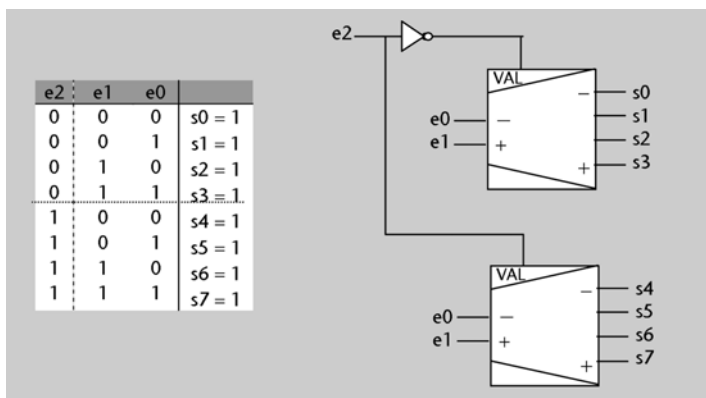 e2 e1 e0
0 0 0 s0 = 1
0 0 1 s1 = 1
0 1 0 s2 = 1
0 1 1 s3 = 1
1 0 0 s4 = 1
1 0 1 s5 = 1
1 1 0 s6 = 1
1 1 1 s7 = 1
e2
VAL
e0 −
e1 +
− s0
s1
s2
+ s3
VAL
e0 −
e1 +
− s4
s5
s6
+ s7